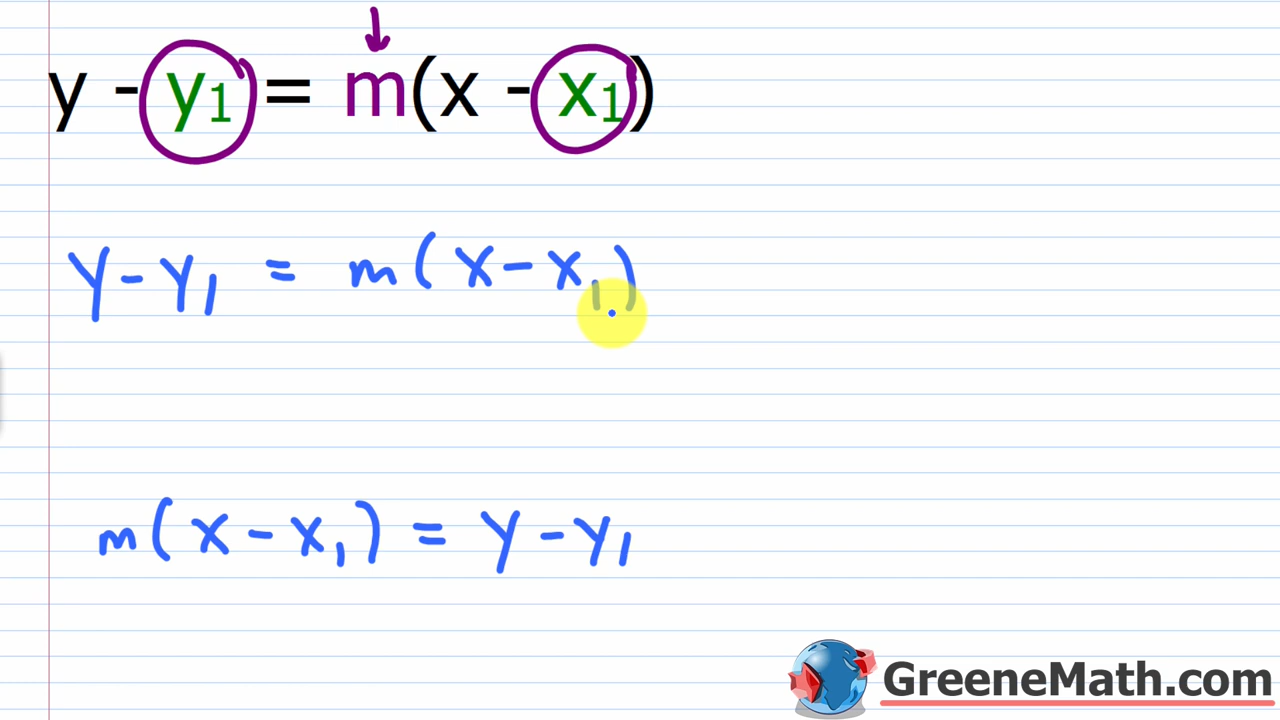 y - y₁ = m(x - x₁)
y - y₁ = m(x - x₁)
m(x - x₁) = y - y₁
GreeneMath.com